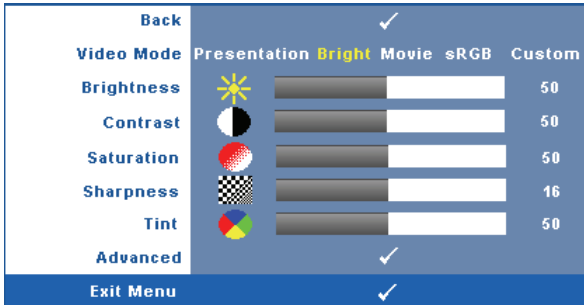 Back
Video Mode Presentation Bright Movie sRGB Custom
Brightness 50
Contrast 50
Saturation 50
Sharpness 16
Tint 50
Advanced
Exit Menu